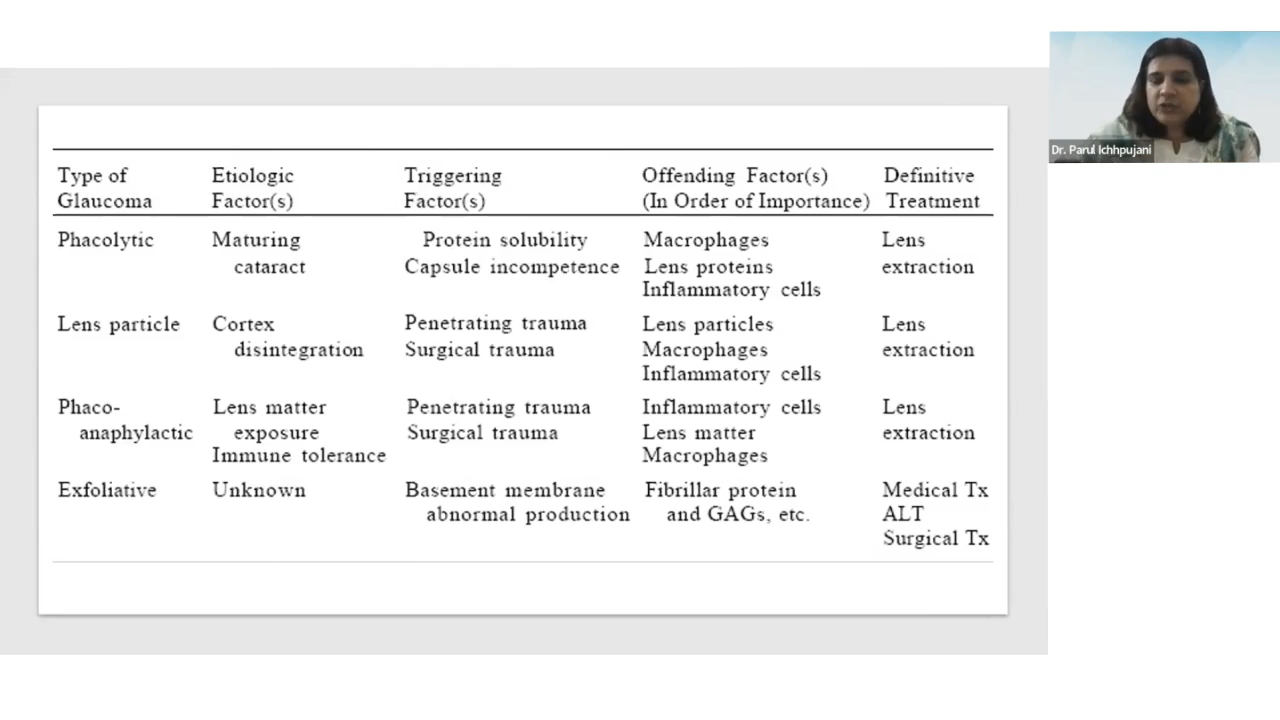 Type of Glaucoma Etiologic Factor(s) Triggering Factor(s) Offending Factor(s) (In Order of Importance) Definitive Treatment
Phacolytic Maturing cataract Protein solubility Capsule incompetence Macrophages Lens proteins Inflammatory cells Lens extraction
Lens particle Cortex disintegration Penetrating trauma Surgical trauma Lens particles Macrophages Inflammatory cells Lens extraction
Phaco-anaphylactic Lens matter exposure Immune tolerance Penetrating trauma Surgical trauma Inflammatory cells Lens matter Macrophages Lens extraction
Exfoliative Unknown Basement membrane abnormal production Fibrillar protein and GAGs, etc. Medical Tx ALT Surgical Tx
Dr. Parul Ichhpujani